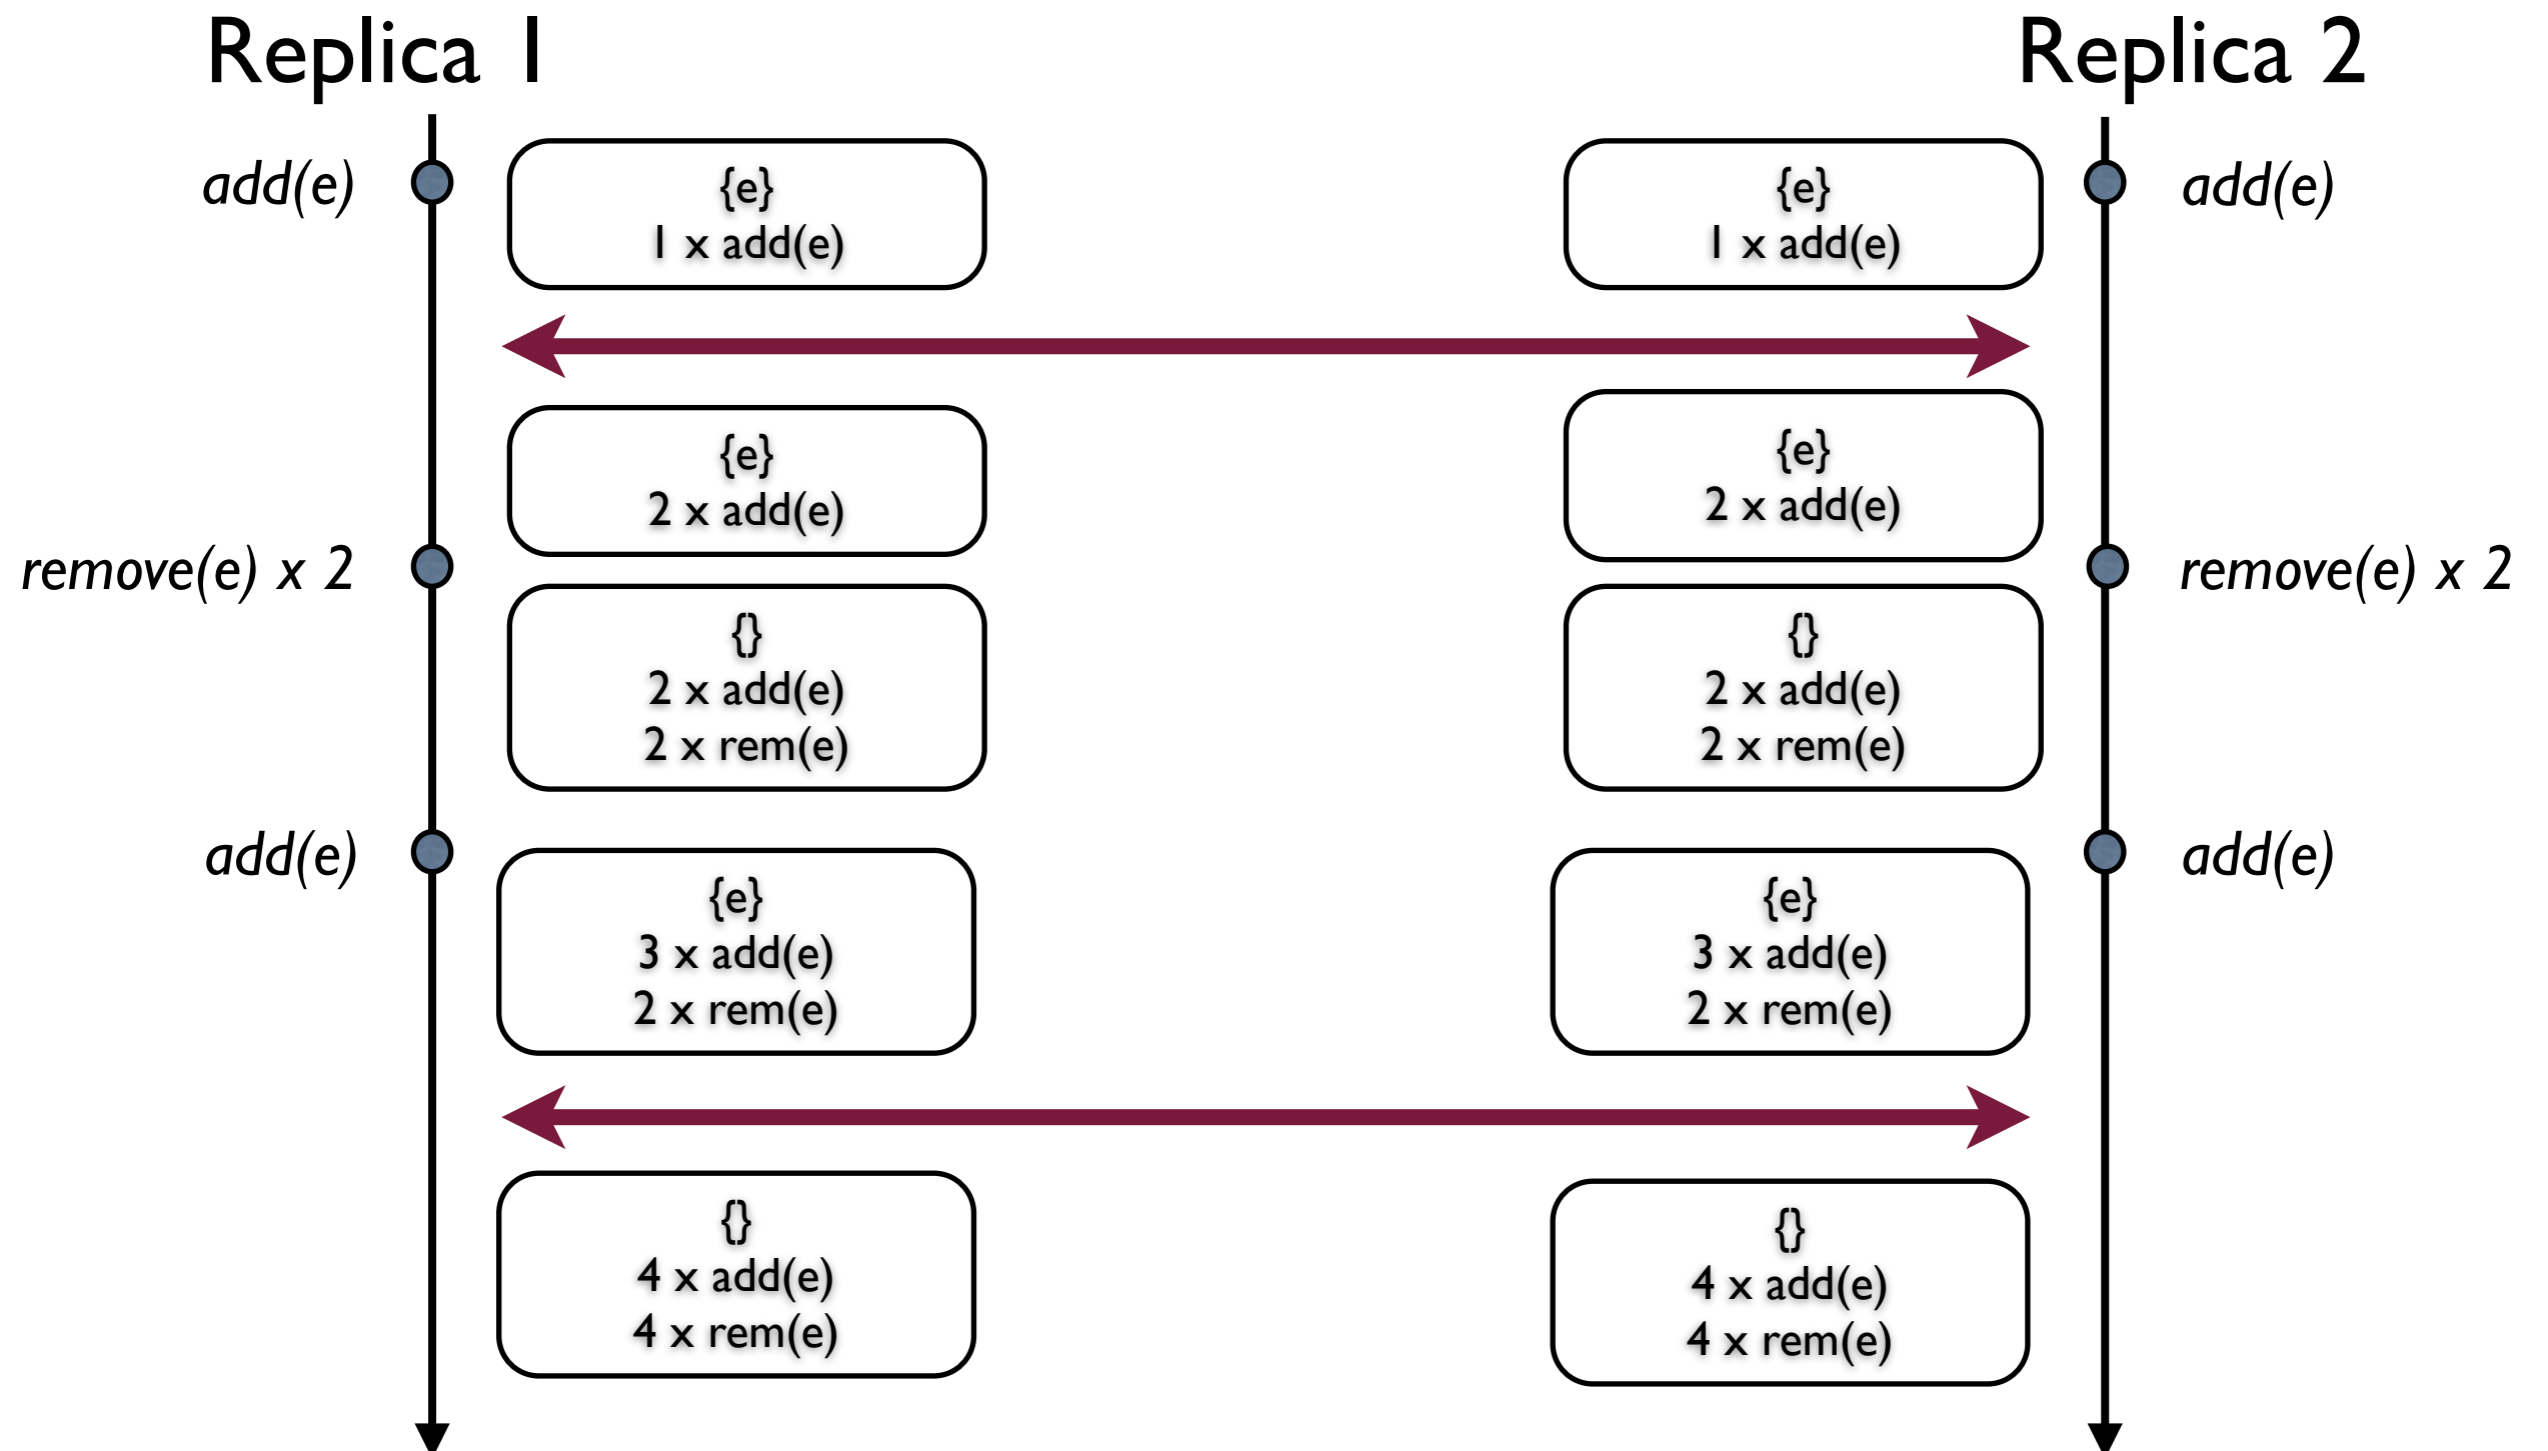 Replica 1
Replica 2
add(e)
{e}
1 x add(e)
{e}
1 x add(e)
add(e)
{e}
2 x add(e)
{e}
2 x add(e)
remove(e) x 2
remove(e) x 2
{}
2 x add(e)
2 x rem(e)
{}
2 x add(e)
2 x rem(e)
add(e)
{e}
3 x add(e)
2 x rem(e)
{e}
3 x add(e)
2 x rem(e)
add(e)
{}
4 x add(e)
4 x rem(e)
{}
4 x add(e)
4 x rem(e)